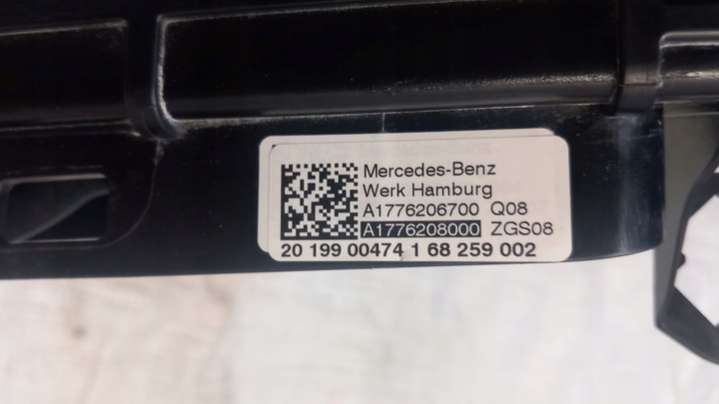 Mercedes-Benz
Werk Hamburg
A1776206700 Q08
A1776208000 ZGS08
20 199 00474 1 68 259 002